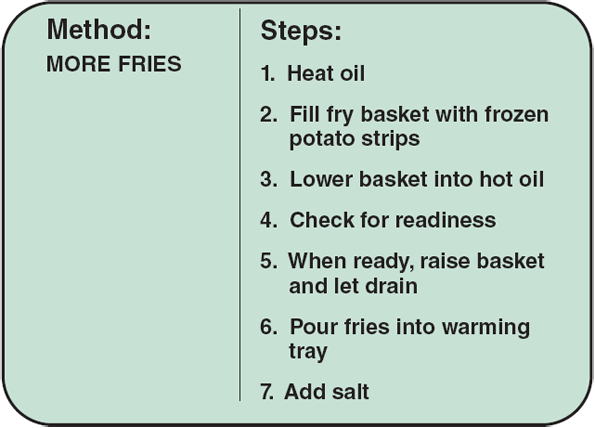 Method:
MORE FRIES
Steps:
1. Heat oil
2. Fill fry basket with frozen
potato strips
3. Lower basket into hot oil
4. Check for readiness
5. When ready, raise basket
and let drain
6. Pour fries into warming
tray
7. Add salt